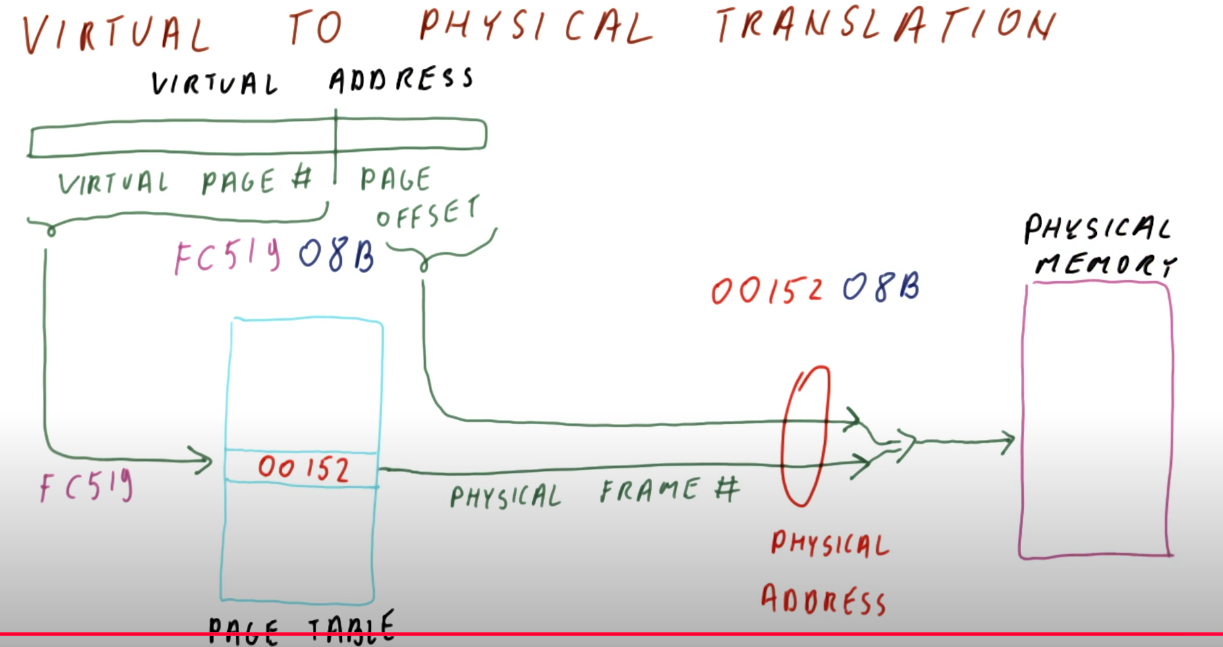 VIRTUAL TO PHYSICAL TRANSLATION
VIRTUAL ADDRESS
VIRTUAL PAGE # PAGE
OFFSET
FC519 08B
PHYSICAL
MEMORY
00152 08B
00152
FC519
PHYSICAL FRAME #
PHYSICAL
ADDRESS
PAGE TABLE